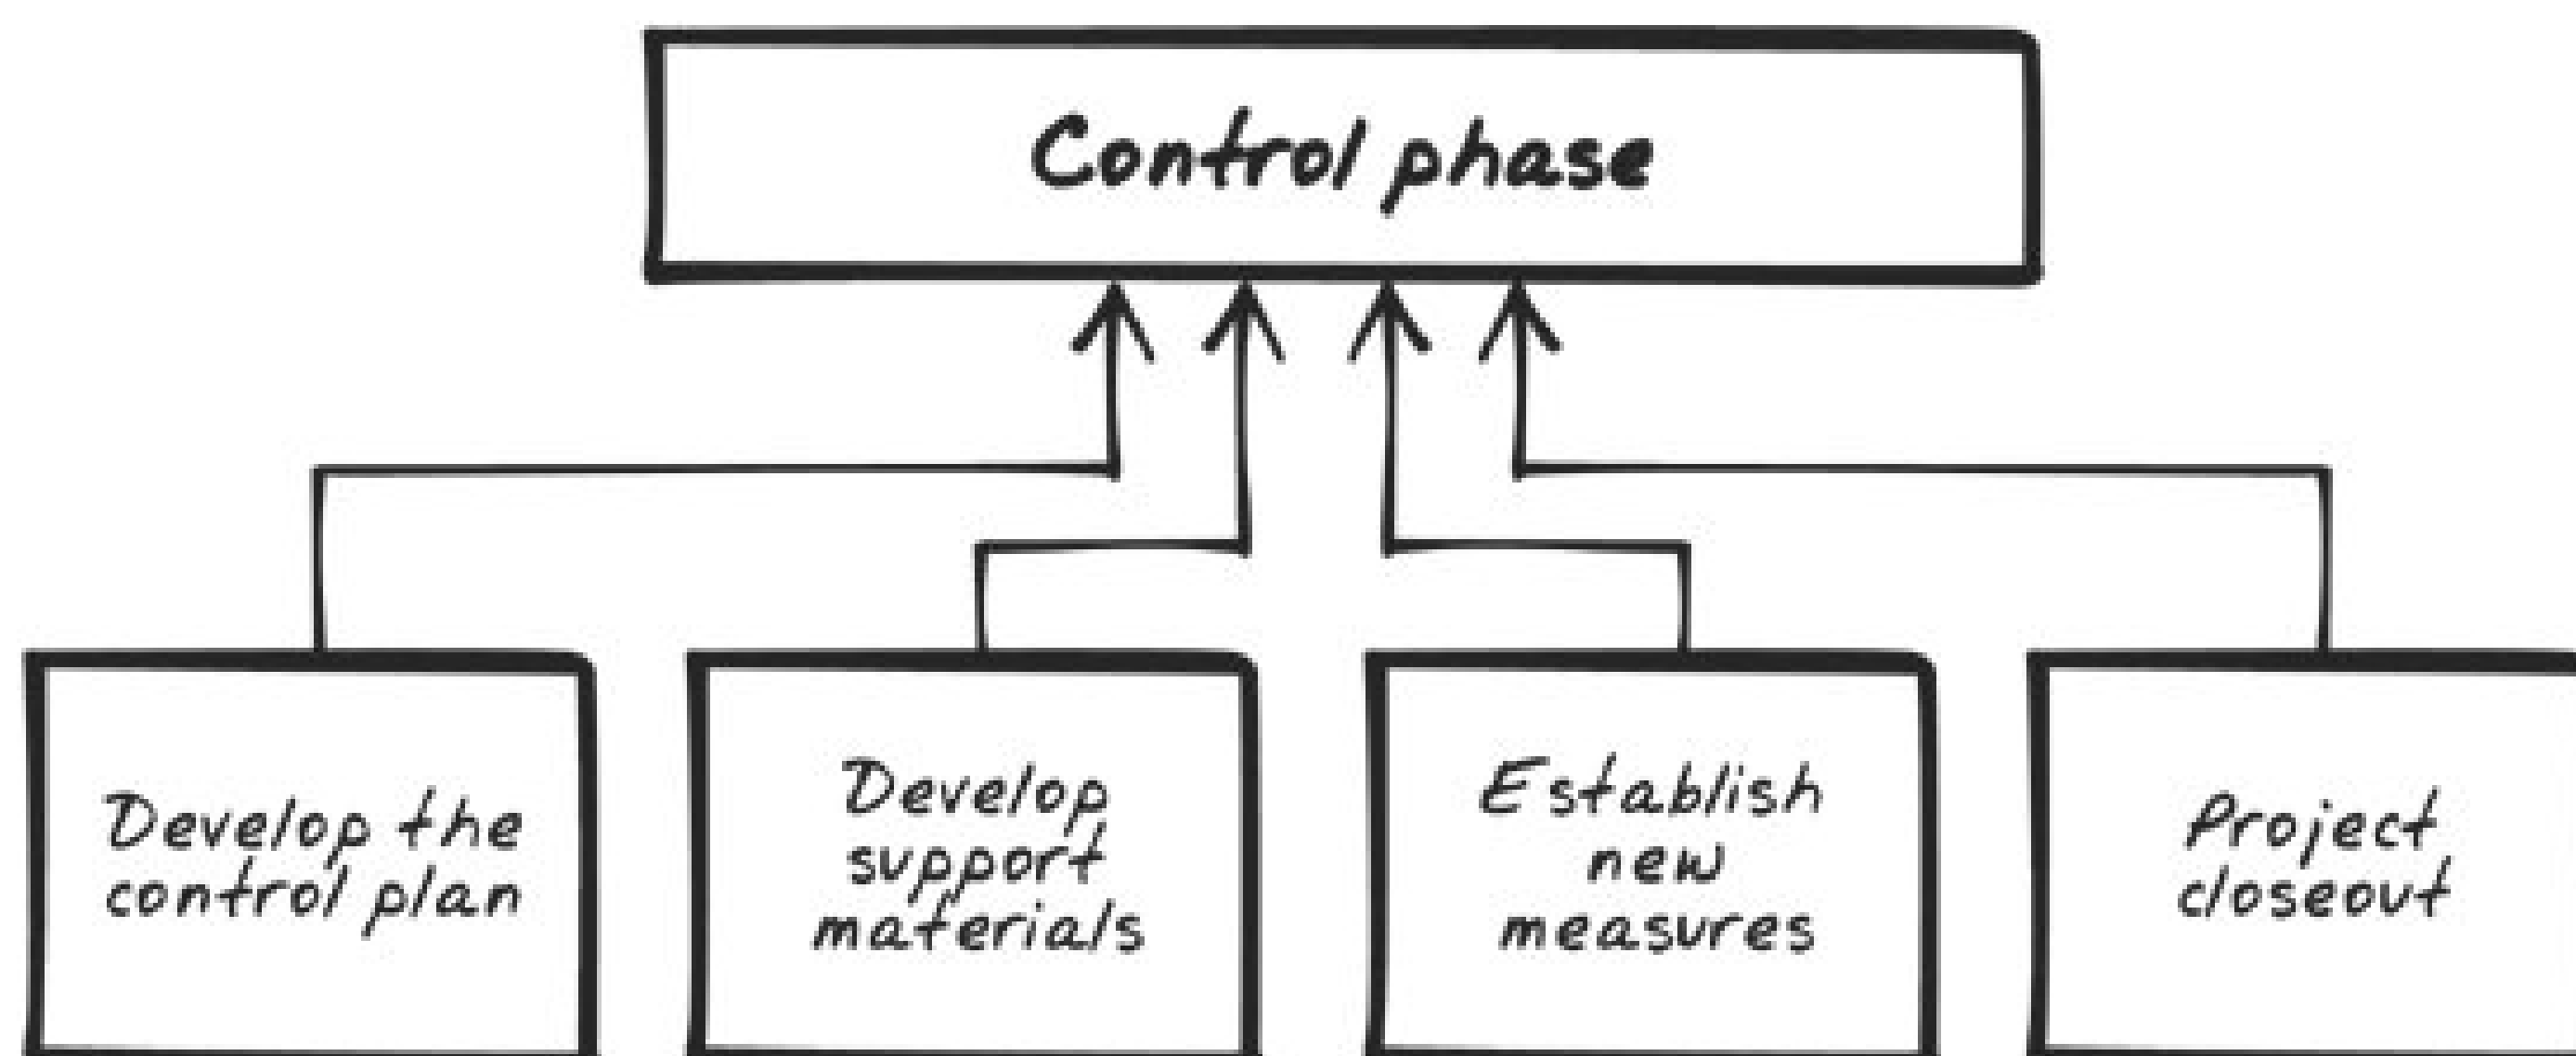 Control phase
Develop the
control plan
Develop
support
materials
Establish
new
measures
Project
closeout